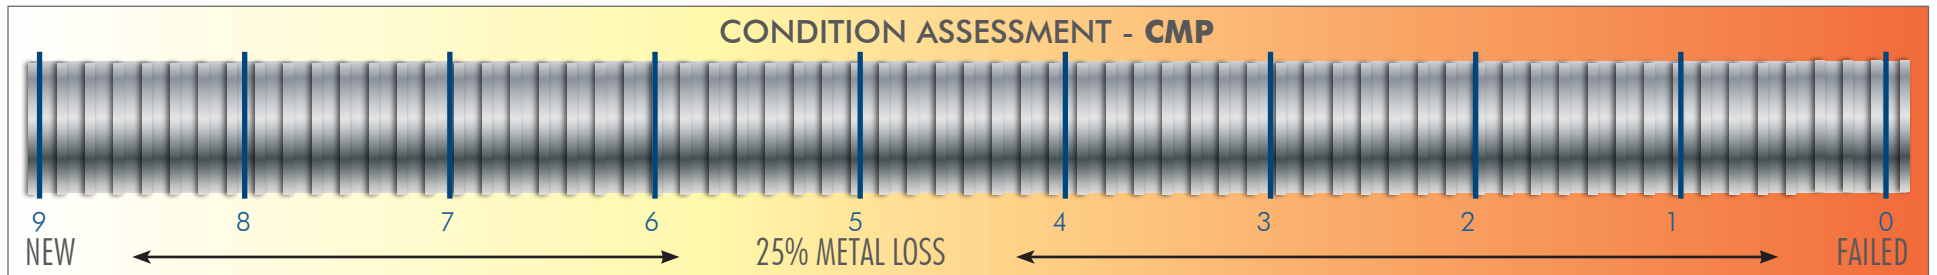 CONDITION ASSESSMENT - CMP
9 8 7 6 5 4 3 2 1 0
NEW 25% METAL LOSS FAILED